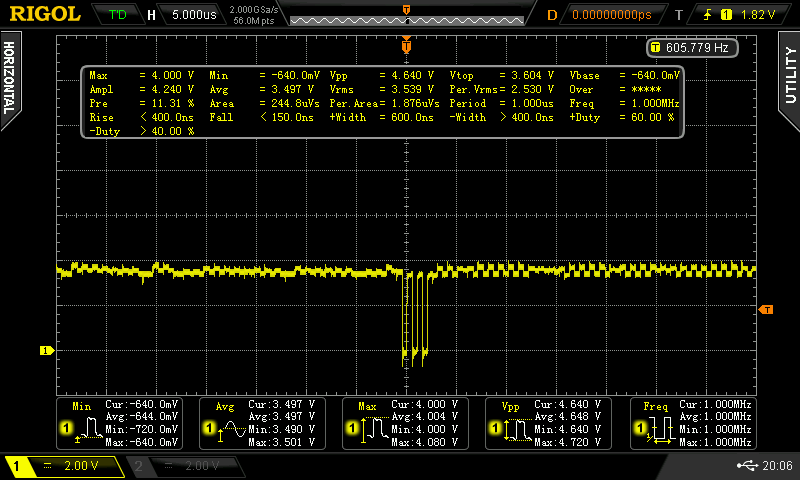 RIGOL T'D H 5.000us 2.000GSa/s 56.0M pts D 0.00000000ps T 1 1.82 V
HORIZONTAL
UTILITY
T 605.779 Hz
Max = 4.000 V Min = -640.0mV Vpp = 4.640 V Vtop = 3.604 V Vbase = -640.0mV
Ampl = 4.240 V Avg = 3.497 V Vrms = 3.539 V Per.Vrms= 2.530 V Over = *****
Pre = 11.31 % Area = 244.8uVs Per.Area= 1.876uVs Period = 1.000us Freq = 1.000MHz
Rise < 400.0ns Fall < 150.0ns +Width = 600.0ns -Width > 400.0ns +Duty = 60.00 %
-Duty > 40.00 %
T
T
1
Min Cur:-640.0mV
Avg:-644.0mV
1 Min:-720.0mV
Max:-640.0mV
Avg Cur:3.497 V
Avg:3.497 V
1 Min:3.490 V
Max:3.501 V
Max Cur:4.000 V
Avg:4.004 V
1 Min:4.000 V
Max:4.080 V
Vpp Cur:4.640 V
Avg:4.648 V
1 Min:4.640 V
Max:4.720 V
Freq Cur:1.000MHz
Avg:1.000MHz
1 Min:1.000MHz
Max:1.000MHz
1 = 2.00 V 2 = 2.00 V 20:06